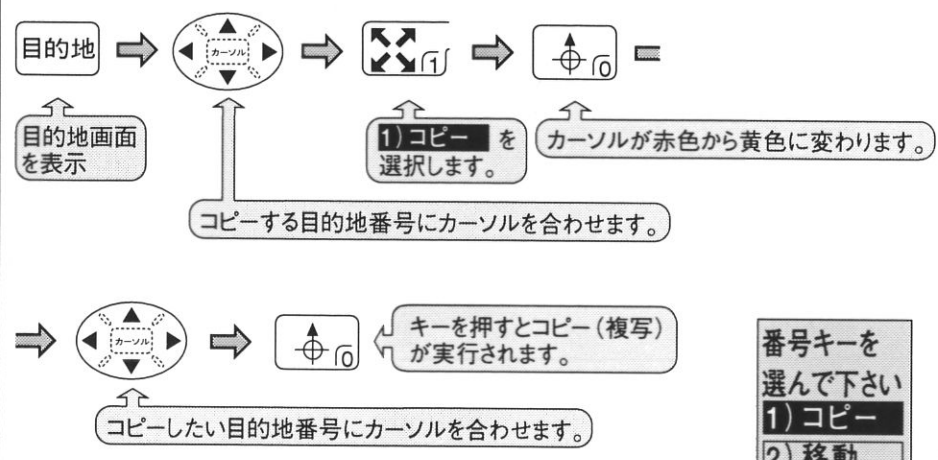 目的地
カーソル
1
0
目的地画面
を表示
1)コピー を
選択します。
カーソルが赤色から黄色に変わります。
コピーする目的地番号にカーソルを合わせます。
カーソル
0
キーを押すとコピー(複写)
が実行されます。
コピーしたい目的地番号にカーソルを合わせます。
番号キーを
選んで下さい
1)コピー
2)移動